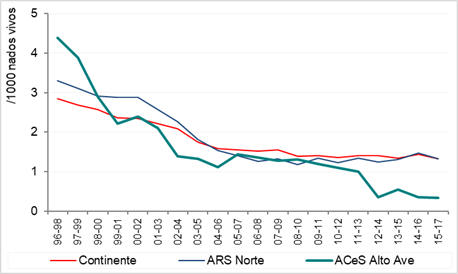 /1000 nados vivos
5
4
3
2
1
0
96-98 97-99 98-00 99-01 00-02 01-03 02-04 03-05 04-06 05-07 06-08 07-09 08-10 09-11 10-12 11-13 12-14 13-15 14-16 15-17
Continente ARS Norte ACeS Alto Ave